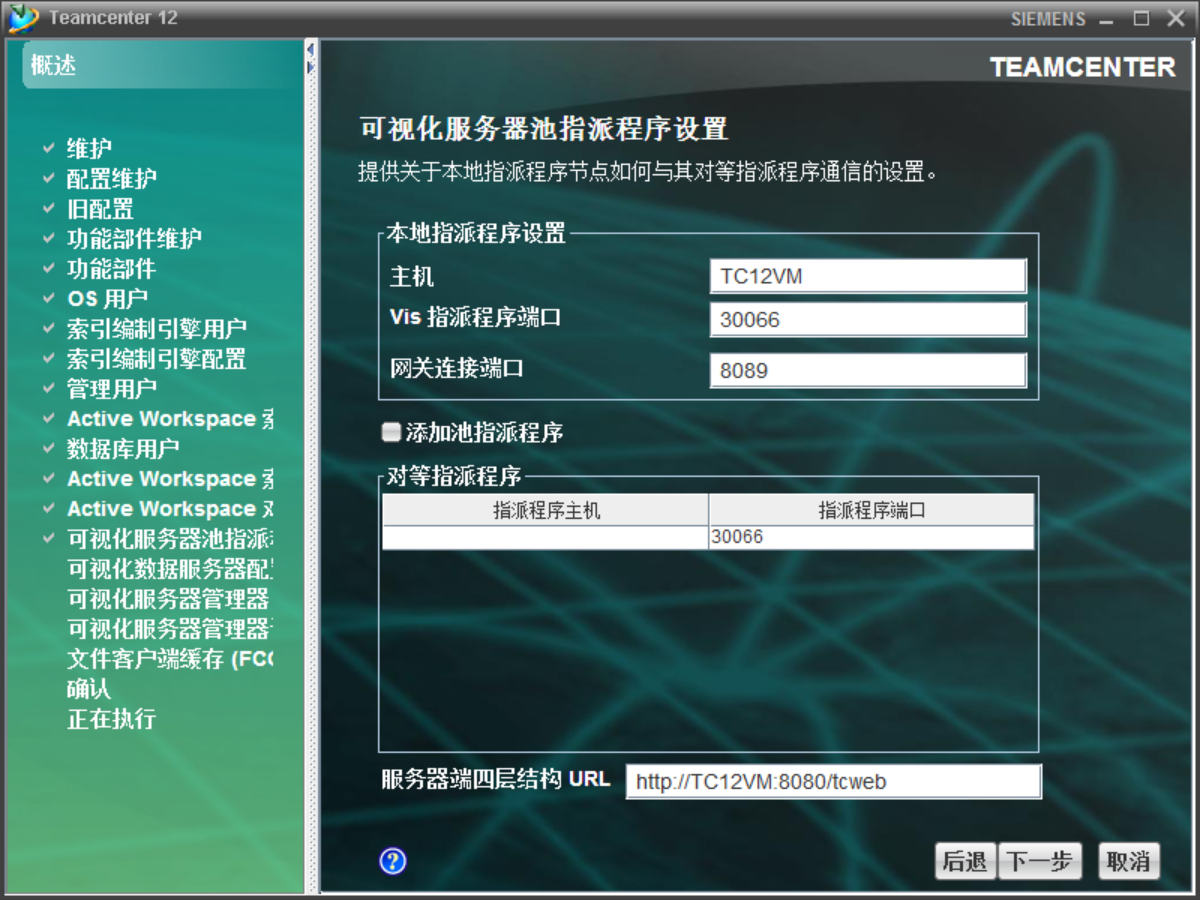 Teamcenter 12
SIEMENS
概述
TEAMCENTER
维护
配置维护
旧配置
功能部件维护
功能部件
OS 用户
索引编制引擎用户
索引编制引擎配置
管理用户
Active Workspace
数据库用户
Active Workspace
Active Workspace
可视化服务器池指派
可视化数据服务器配
可视化服务器管理器
可视化服务器管理器
文件客户端缓存 (FCC
确认
正在执行
可视化服务器池指派程序设置
提供关于本地指派程序节点如何与其对等指派程序通信的设置。
本地指派程序设置
主机 TC12VM
Vis 指派程序端口 30066
网关连接端口 8089
添加池指派程序
对等指派程序
指派程序主机 指派程序端口
30066
服务器端四层结构 URL http://TC12VM:8080/tcweb
?
后退 下一步 取消